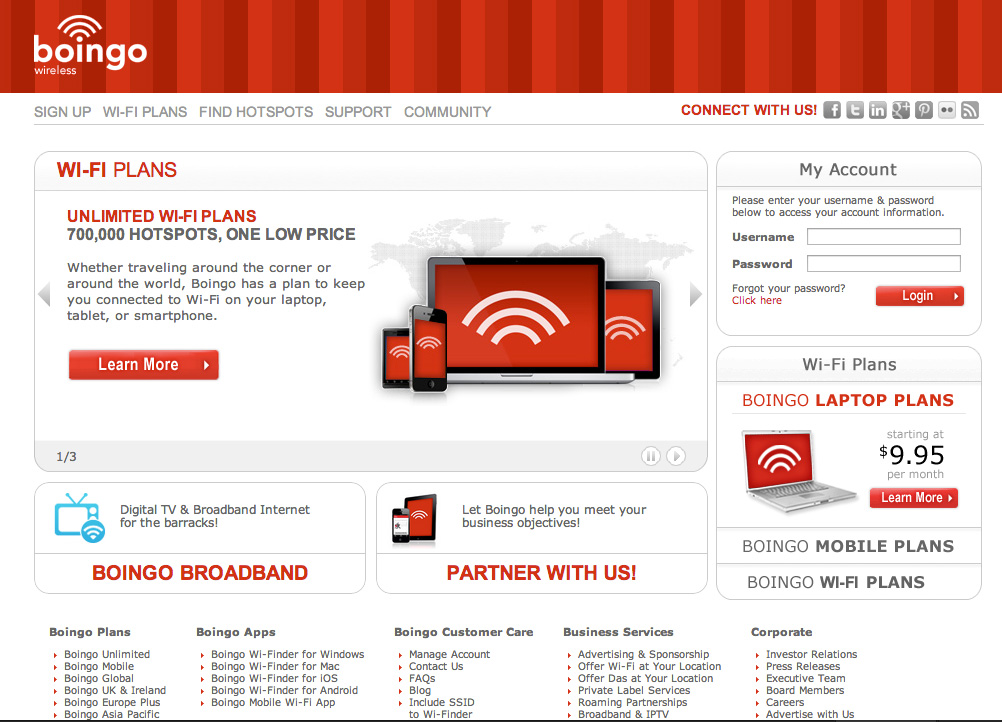 boingo
wireless
SIGN UP WI-FI PLANS FIND HOTSPOTS SUPPORT COMMUNITY
CONNECT WITH US!
WI-FI PLANS
UNLIMITED WI-FI PLANS
700,000 HOTSPOTS, ONE LOW PRICE
Whether traveling around the corner or
around the world, Boingo has a plan to keep
you connected to Wi-Fi on your laptop,
tablet, or smartphone.
Learn More
1/3
My Account
Please enter your username & password
below to access your account information.
Username
Password
Forgot your password?
Click here
Login
Wi-Fi Plans
BOINGO LAPTOP PLANS
starting at
$9.95
per month
Learn More
BOINGO MOBILE PLANS
BOINGO WI-FI PLANS
Digital TV & Broadband Internet
for the barracks!
BOINGO BROADBAND
Let Boingo help you meet your
business objectives!
PARTNER WITH US!
Boingo Plans
Boingo Unlimited
Boingo Mobile
Boingo Global
Boingo UK & Ireland
Boingo Europe Plus
Boingo Asia Pacific
Boingo Apps
Boingo Wi-Finder for Windows
Boingo Wi-Finder for Mac
Boingo Wi-Finder for iOS
Boingo Wi-Finder for Android
Boingo Mobile Wi-Fi App
Boingo Customer Care
Manage Account
Contact Us
FAQs
Blog
Include SSID
to Wi-Finder
Business Services
Advertising & Sponsorship
Offer Wi-Fi at Your Location
Offer Das at Your Location
Private Label Services
Roaming Partnerships
Broadband & IPTV
Corporate
Investor Relations
Press Releases
Executive Team
Board Members
Careers
Advertise with Us